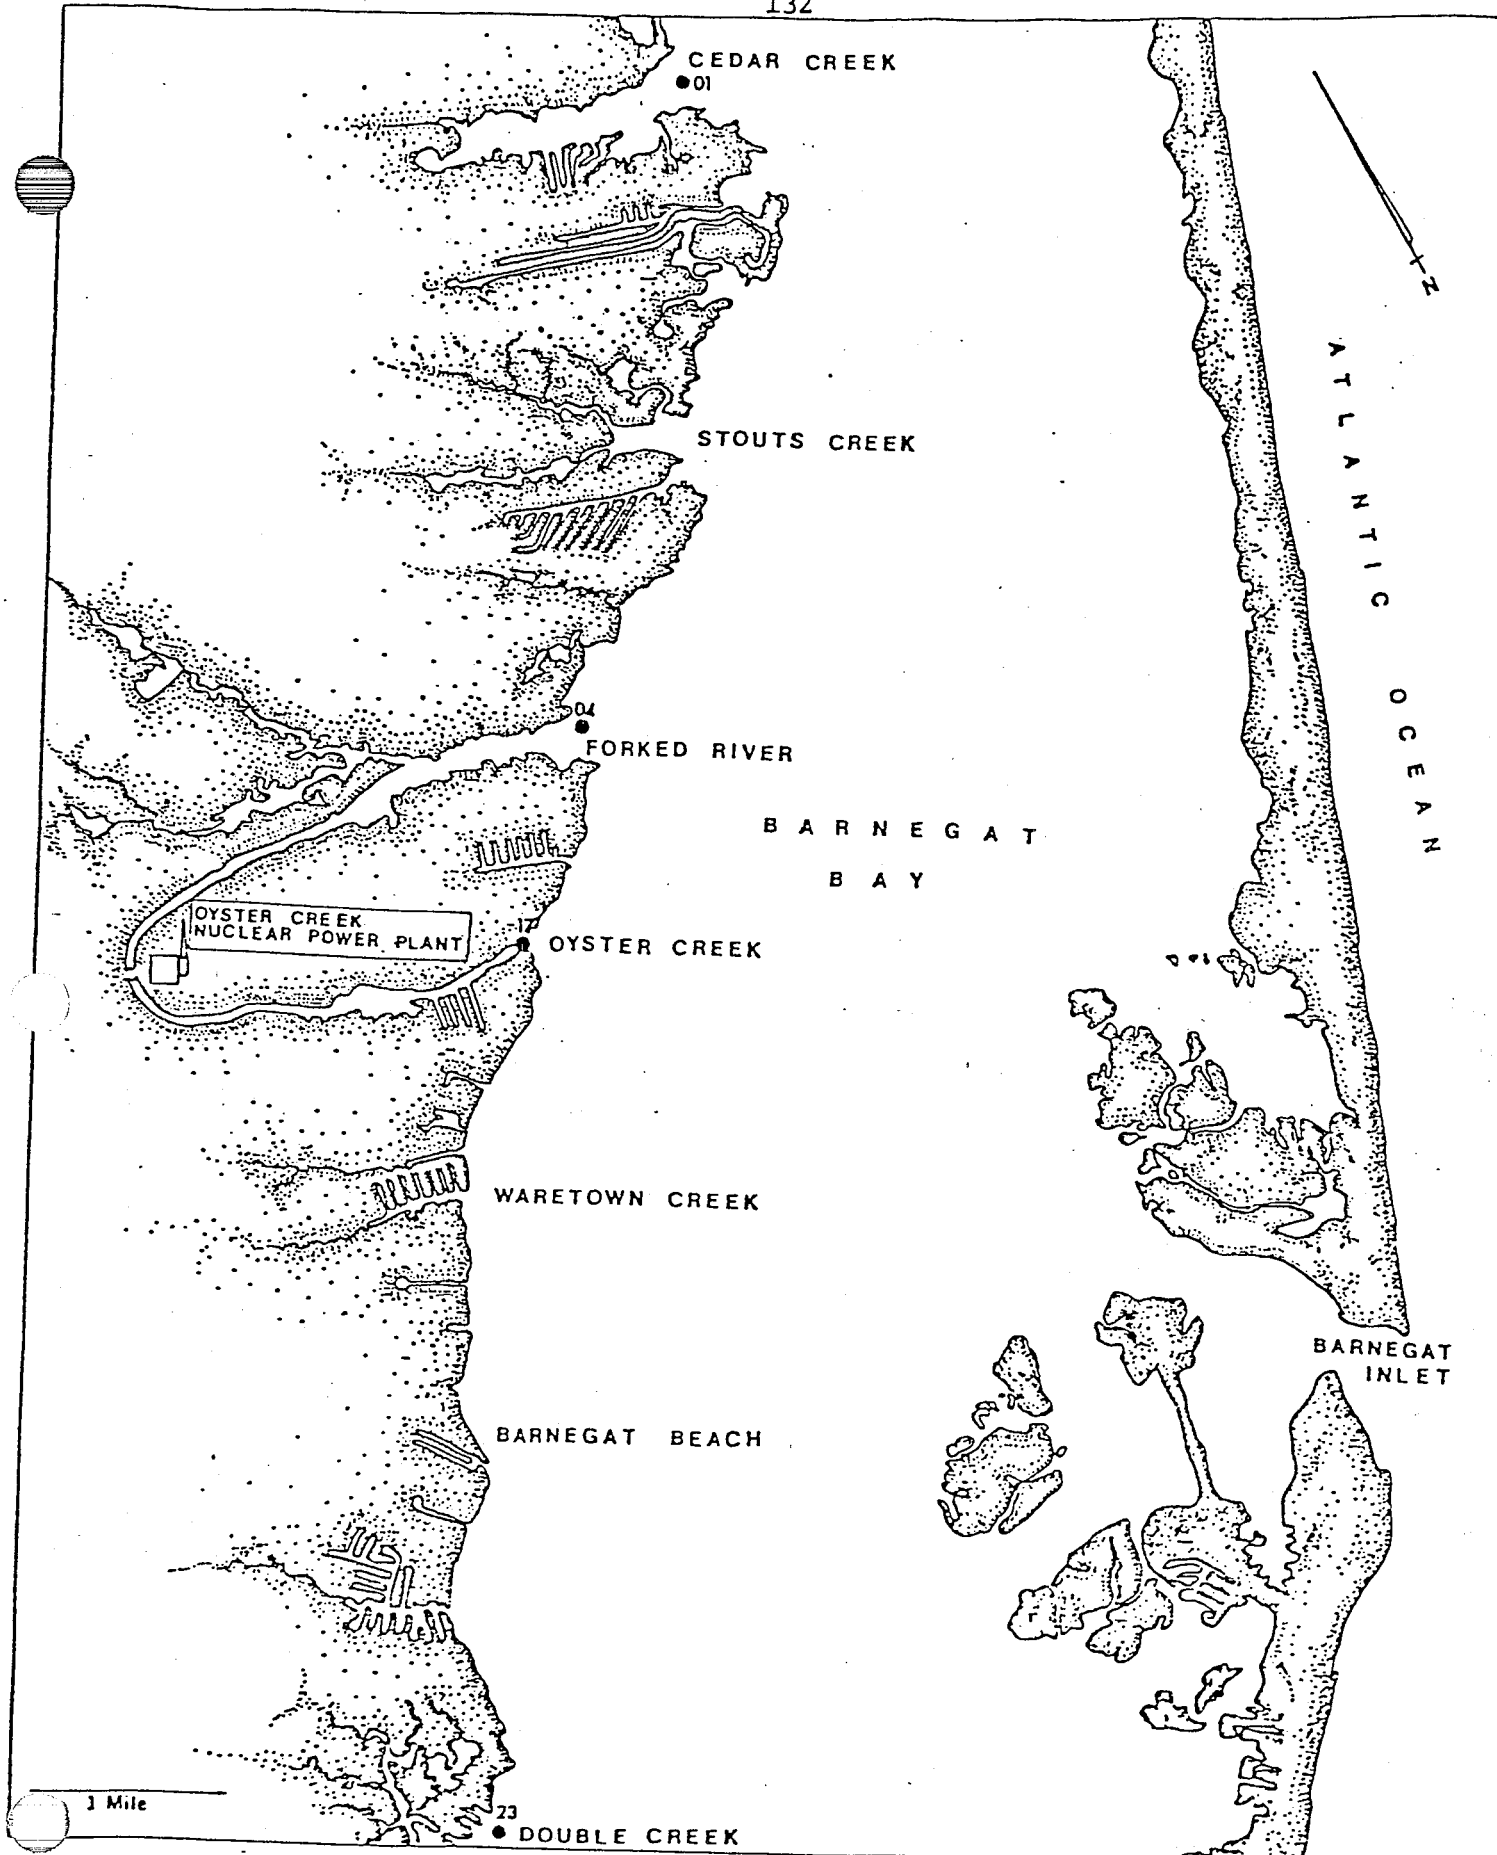 132
CEDAR CREEK
01
N
ATLANTIC OCEAN
STOUTS CREEK
04
FORKED RIVER
BARNEGAT
BAY
OYSTER CREEK
NUCLEAR POWER PLANT
17
OYSTER CREEK
WARETOWN CREEK
BARNEGAT
INLET
BARNEGAT BEACH
1 Mile
23
DOUBLE CREEK